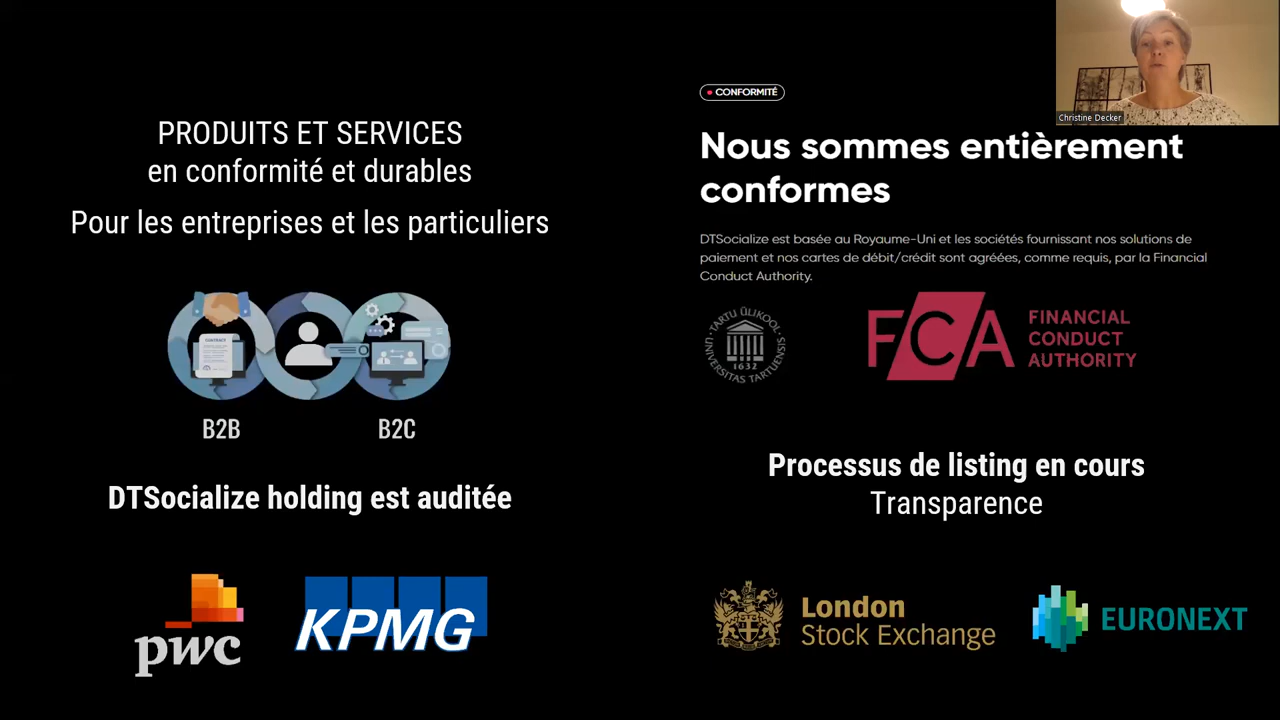 PRODUITS ET SERVICES
en conformité et durables
Pour les entreprises et les particuliers
B2B
B2C
DTSocialize holding est auditée
pwc
KPMG
CONFORMITÉ
Nous sommes entièrement
conformes
DTSocialize est basée au Royaume-Uni et les sociétés fournissant nos solutions de
paiement et nos cartes de débit/crédit sont agréées, comme requis, par la Financial
Conduct Authority.
TARTU ÜLIKOOL
UNIVERSITAS TARTUENSIS
1632
FCA
FINANCIAL
CONDUCT
AUTHORITY
Processus de listing en cours
Transparence
London
Stock Exchange
EURONEXT
Christine Decker